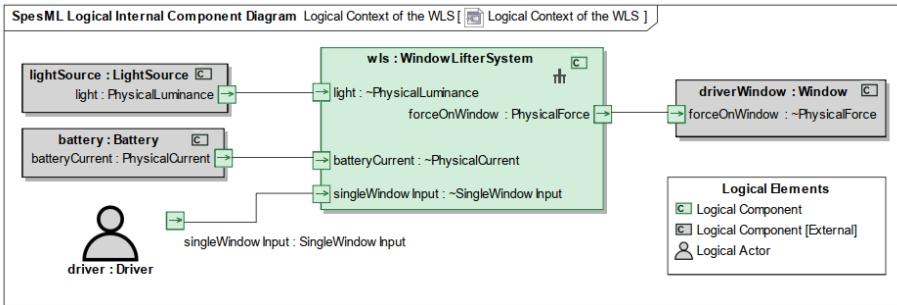 SpesML Logical Internal Component Diagram Logical Context of the WLS [ Logical Context of the WLS ]
wls : WindowLifterSystem
lightSource : LightSource C
light : PhysicalLuminance
light : ~PhysicalLuminance
forceOnWindow : PhysicalForce
driverWindow : Window C
forceOnWindow : ~PhysicalForce
battery : Battery C
batteryCurrent : PhysicalCurrent
batteryCurrent : ~PhysicalCurrent
singleWindow Input : ~SingleWindow Input
singleWindow Input : SingleWindow Input
driver : Driver
Logical Elements
C Logical Component
C Logical Component [External]
Logical Actor